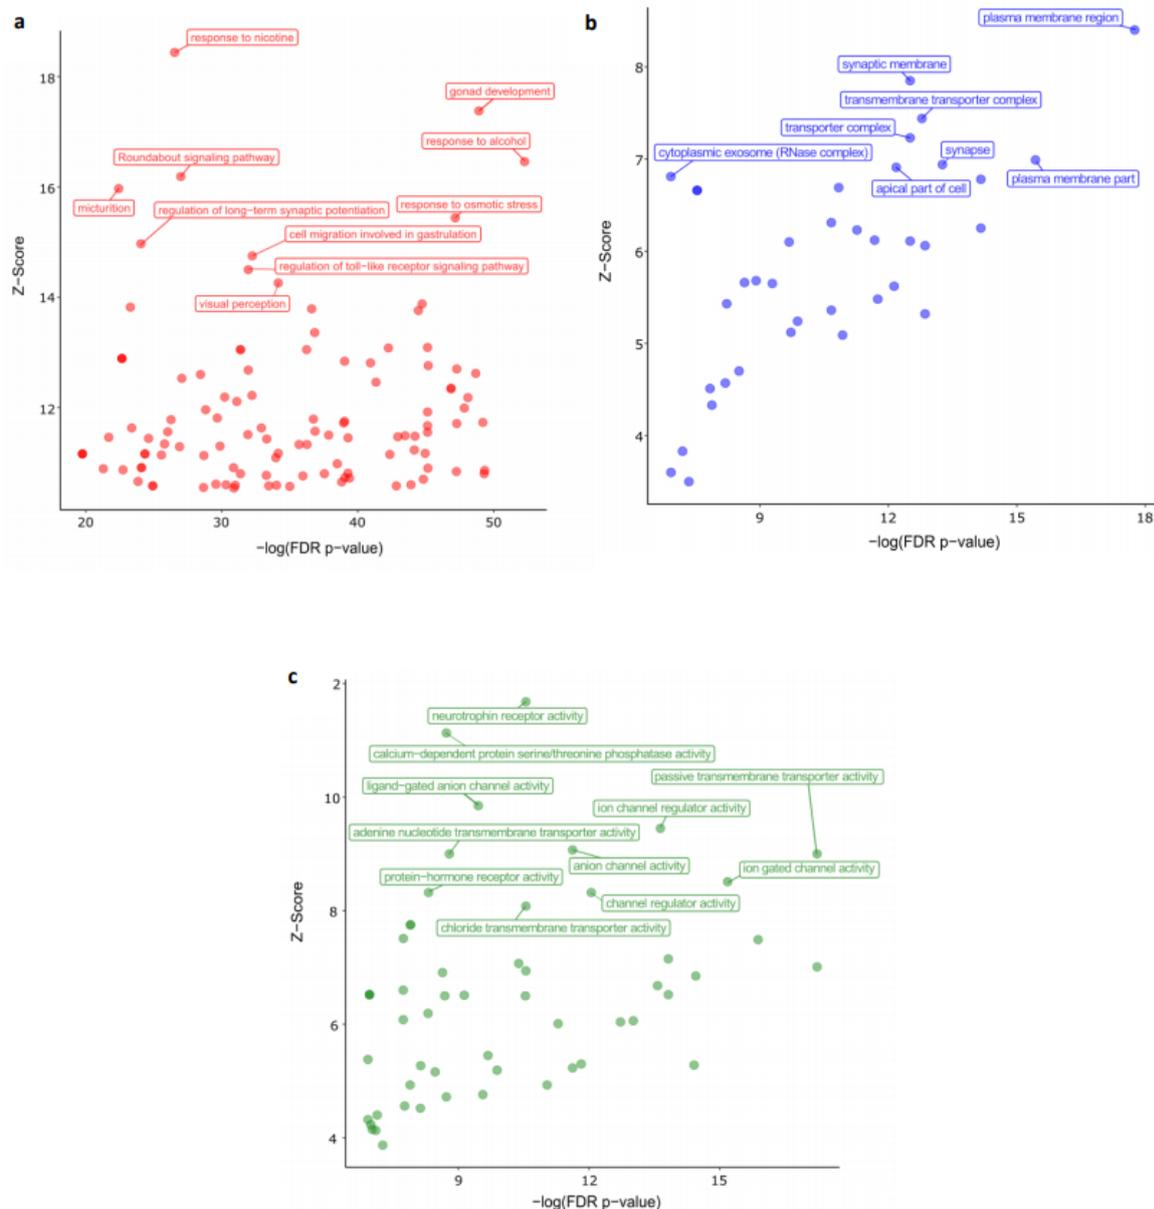 a
response to nicotine
18
gonad development
response to alcohol
Roundabout signaling pathway
16
micturition
regulation of long−term synaptic potentiation
response to osmotic stress
cell migration involved in gastrulation
regulation of toll−like receptor signaling pathway
14
visual perception
12
Z−Score
20
30
40
50
−log(FDR p−value)
b
plasma membrane region
8
synaptic membrane
transmembrane transporter complex
transporter complex
cytoplasmic exosome (RNase complex)
synapse
7
plasma membrane part
apical part of cell
6
5
4
Z−Score
9
12
15
18
−log(FDR p−value)
c
2
neurotrophin receptor activity
calcium−dependent protein serine/threonine phosphatase activity
passive transmembrane transporter activity
ligand−gated anion channel activity
10
ion channel regulator activity
adenine nucleotide transmembrane transporter activity
anion channel activity
ion gated channel activity
protein−hormone receptor activity
channel regulator activity
8
chloride transmembrane transporter activity
6
4
Z−Score
9
12
15
−log(FDR p−value)